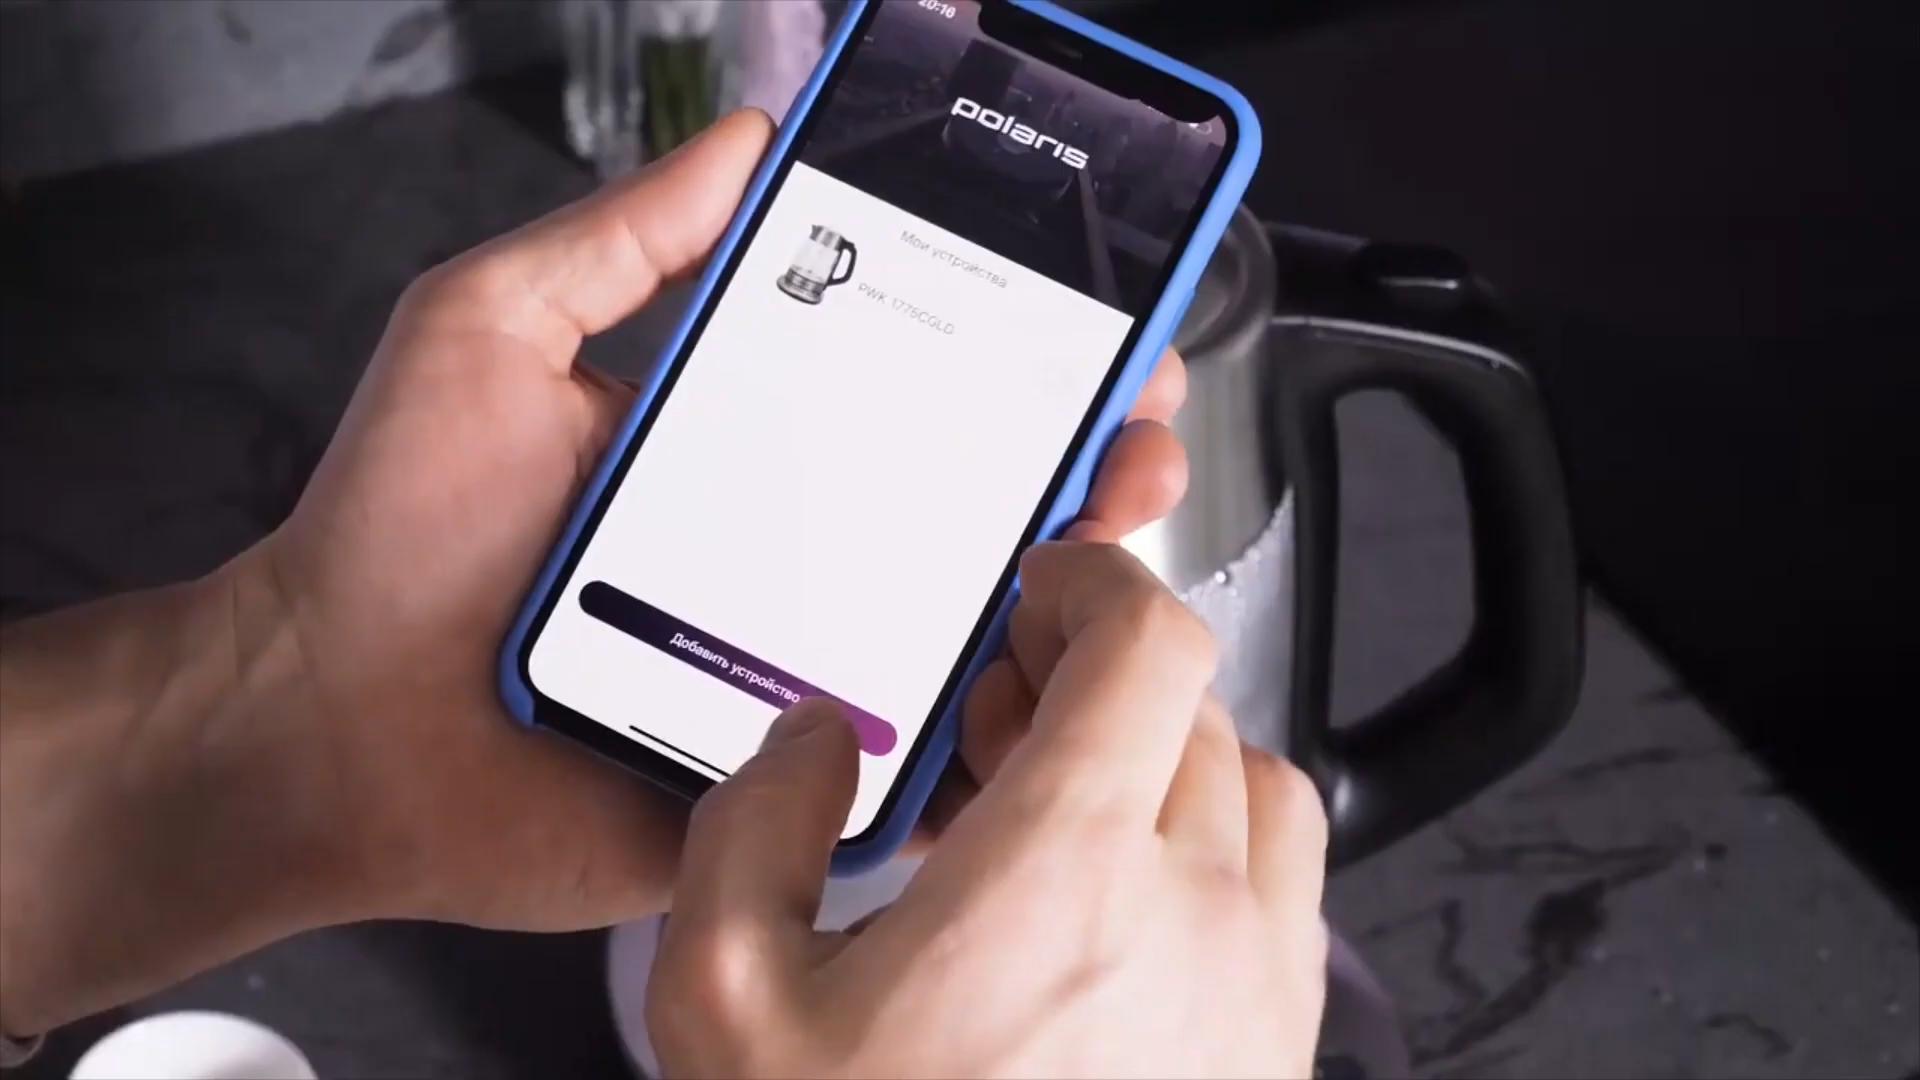 20:16
polaris
Мои устройства
PWK 1775CGLD
Добавить устройство